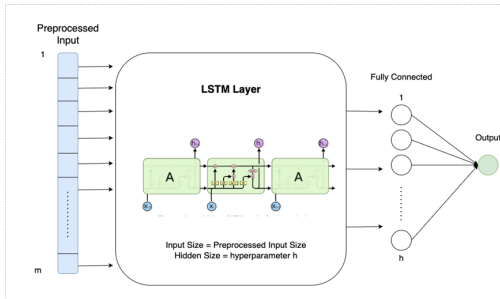 Preprocessed
Input
1
m
LSTM Layer
A
A
Input Size = Preprocessed Input Size
Hidden Size = hyperparameter h
Fully Connected
1
h
Output